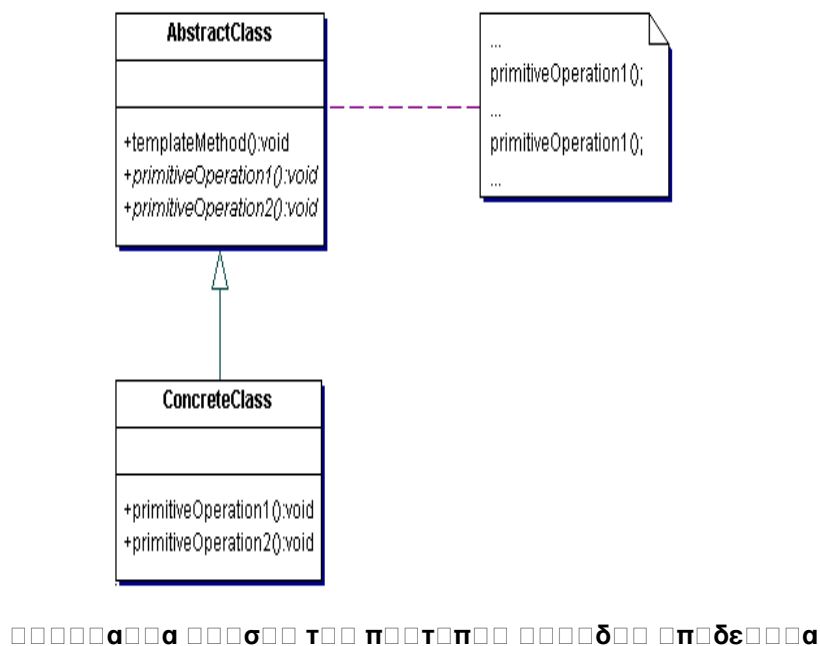 AbstractClass
+templateMethod():void
+primitiveOperation1():void
+primitiveOperation2():void
...
primitiveOperation1();
...
primitiveOperation1();
...
ConcreteClass
+primitiveOperation1():void
+primitiveOperation2():void